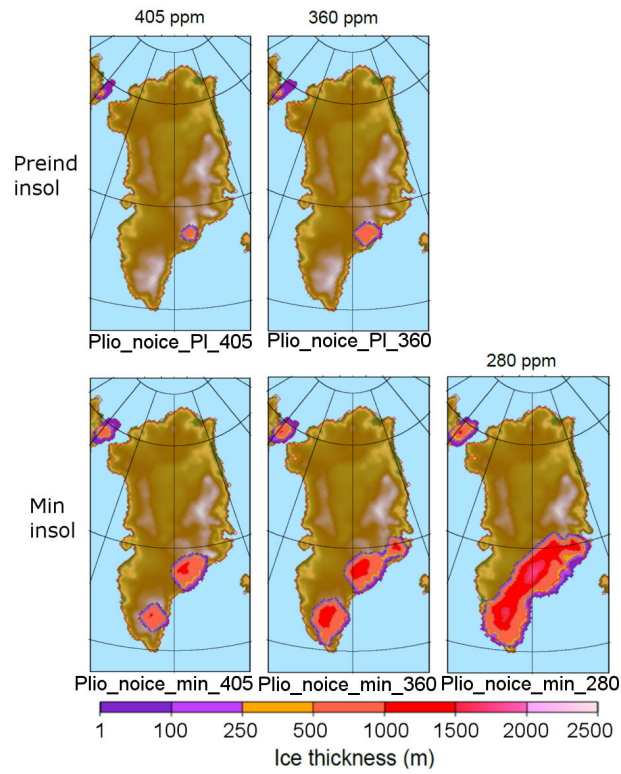 405 ppm
360 ppm
Preind
insol
Plio_noice_PI_405
Plio_noice_PI_360
280 ppm
Min
insol
Plio_noice_min_405
Plio_noice_min_360
Plio_noice_min_280
1 100 250 500 1000 1500 2000 2500
Ice thickness (m)